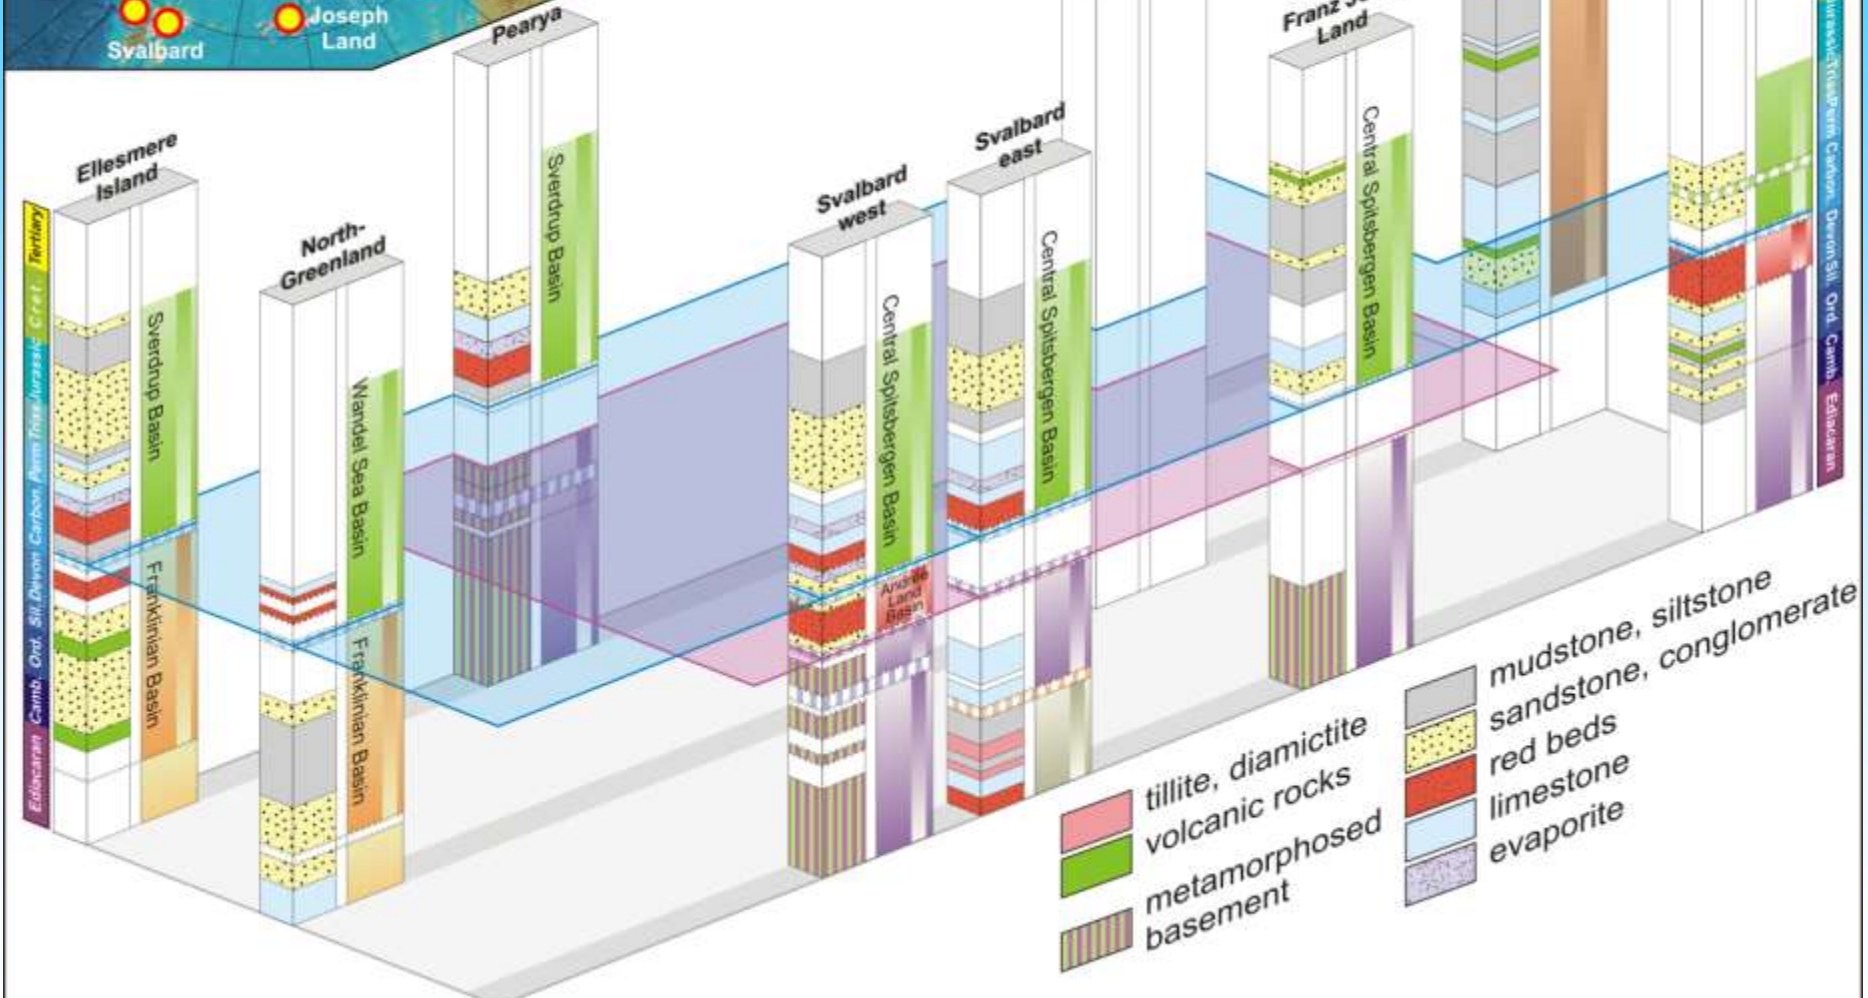 Joseph
Land
Svalbard
Pearya
Land
Ellesmere
Island
North-
Greenland
Svalbard
west
Svalbard
east
Tertiary
Cret.
Jurassic
Trias
Perm
Carbon.
Devon
Sil.
Ord.
Camb.
Ediacaran
Sverdrup Basin
Franklinian Basin
Wandel Sea Basin
Franklinian Basin
Sverdrup Basin
Central Spitsbergen Basin
Andrée
Land
Basin
Central Spitsbergen Basin
Central Spitsbergen Basin
Trias
Perm
Carbon.
Devon
Sil.
Ord.
Camb.
Ediacaran
tillite, diamictite
volcanic rocks
metamorphosed
basement
mudstone, siltstone
sandstone, conglomerate
red beds
limestone
evaporite